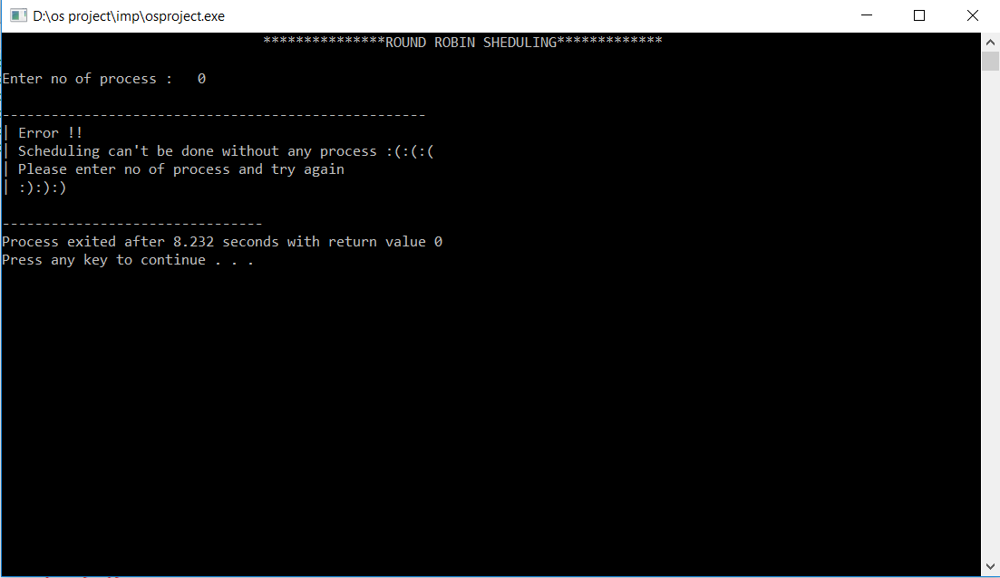 D:\os project\imp\osproject.exe
***************ROUND ROBIN SHEDULING*************
Enter no of process :   0
----------------------------------------------------
| Error !!
| Scheduling can't be done without any process :(:(:(
| Please enter no of process and try again
| :):):)
--------------------------------
Process exited after 8.232 seconds with return value 0
Press any key to continue . . .